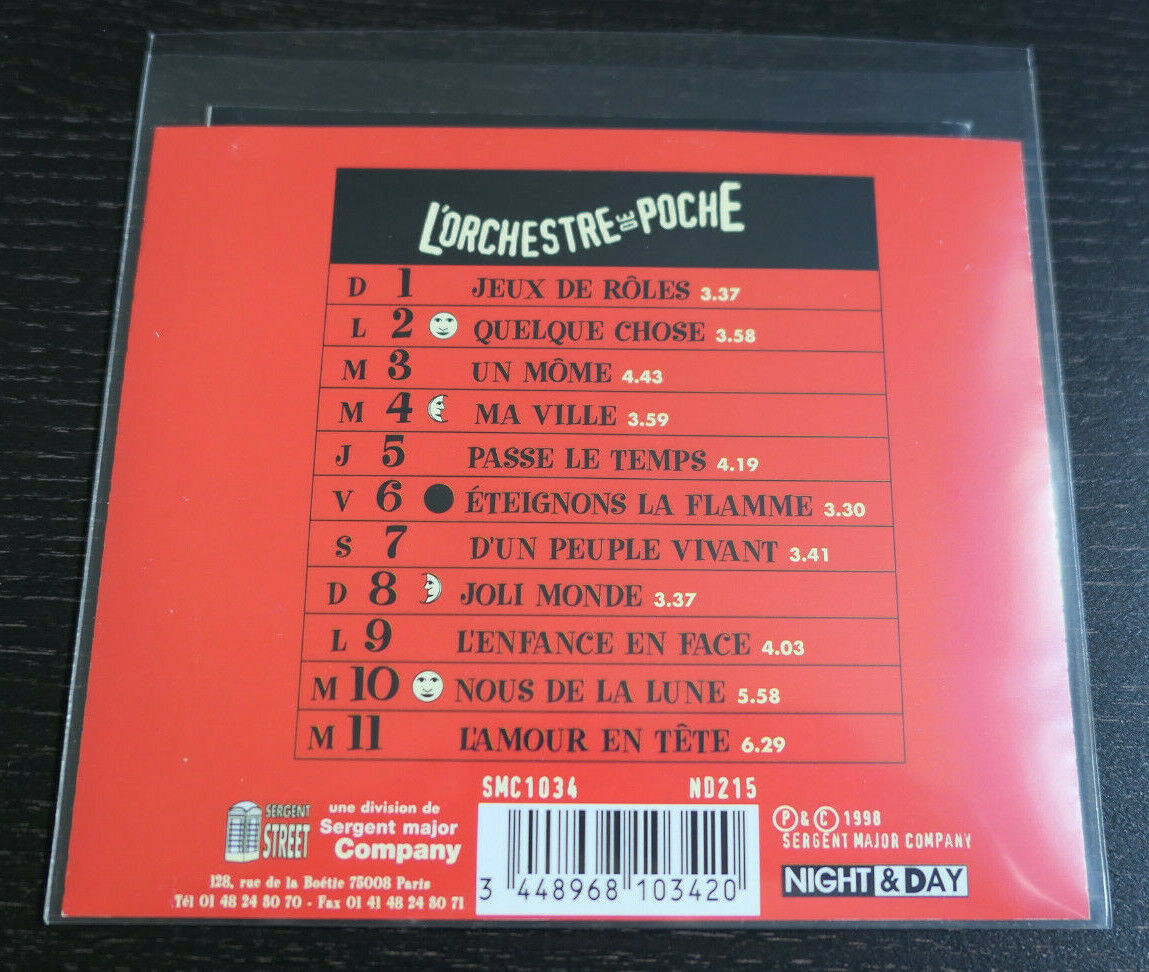 L'ORCHESTRE DE POCHE
D 1 JEUX DE RÔLES 3.37
L 2 QUELQUE CHOSE 3.58
M 3 UN MÔME 4.43
M 4 MA VILLE 3.59
J 5 PASSE LE TEMPS 4.19
V 6 ÉTEIGNONS LA FLAMME 3.30
S 7 D'UN PEUPLE VIVANT 3.41
D 8 JOLI MONDE 3.37
L 9 L'ENFANCE EN FACE 4.03
M 10 NOUS DE LA LUNE 5.58
M 11 L'AMOUR EN TÊTE 6.29
SMC1034 ND215
SERGENT STREET
une division de
Sergent major
Company
128, rue de la Boétie 75008 Paris
Tél 01 48 24 80 70 - Fax 01 41 48 24 80 71
3 448968 103420
P & C 1998
SERGENT MAJOR COMPANY
NIGHT & DAY